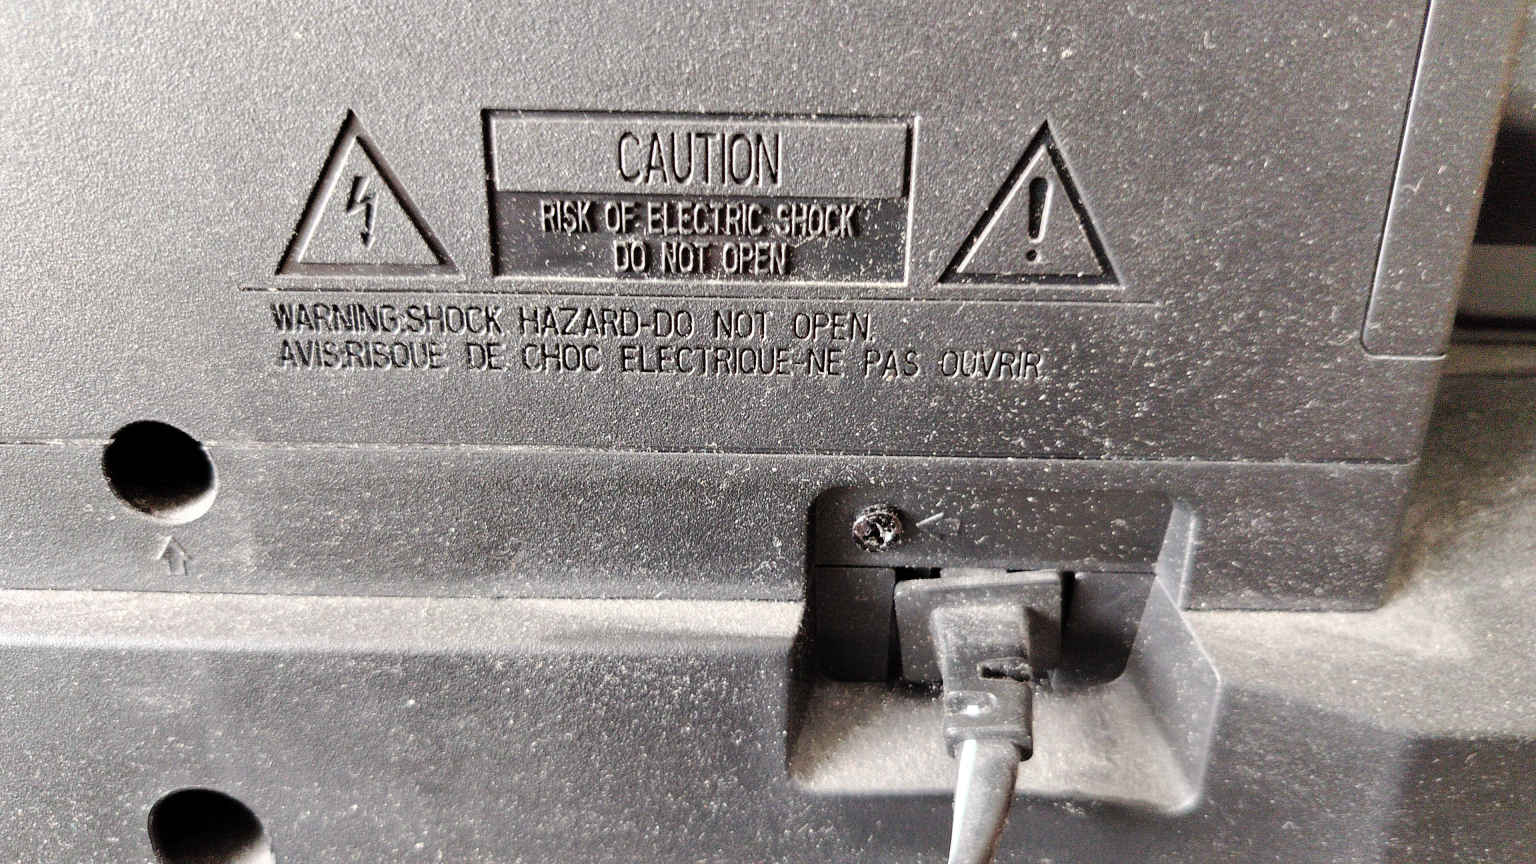 CAUTION
RISK OF ELECTRIC SHOCK
DO NOT OPEN
WARNING:SHOCK HAZARD-DO NOT OPEN.
AVIS:RISQUE DE CHOC ELECTRIQUE-NE PAS OUVRIR.